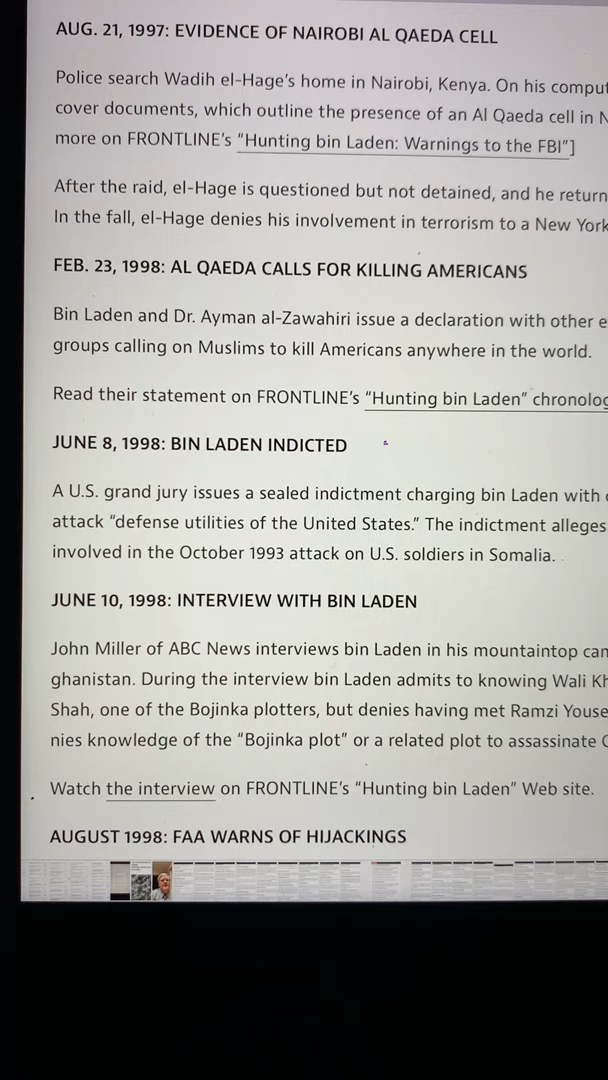 AUG. 21, 1997: EVIDENCE OF NAIROBI AL QAEDA CELL
Police search Wadih el-Hage's home in Nairobi, Kenya. On his comput
cover documents, which outline the presence of an Al Qaeda cell in N
more on FRONTLINE's "Hunting bin Laden: Warnings to the FBI"]
After the raid, el-Hage is questioned but not detained, and he return
In the fall, el-Hage denies his involvement in terrorism to a New York
FEB. 23, 1998: AL QAEDA CALLS FOR KILLING AMERICANS
Bin Laden and Dr. Ayman al-Zawahiri issue a declaration with other e
groups calling on Muslims to kill Americans anywhere in the world.
Read their statement on FRONTLINE's "Hunting bin Laden" chronolog
JUNE 8, 1998: BIN LADEN INDICTED
A U.S. grand jury issues a sealed indictment charging bin Laden with
attack "defense utilities of the United States." The indictment alleges
involved in the October 1993 attack on U.S. soldiers in Somalia.
JUNE 10, 1998: INTERVIEW WITH BIN LADEN
John Miller of ABC News interviews bin Laden in his mountaintop cam
ghanistan. During the interview bin Laden admits to knowing Wali Kh
Shah, one of the Bojinka plotters, but denies having met Ramzi Youse
nies knowledge of the "Bojinka plot" or a related plot to assassinate C
Watch the interview on FRONTLINE's "Hunting bin Laden" Web site.
AUGUST 1998: FAA WARNS OF HIJACKINGS